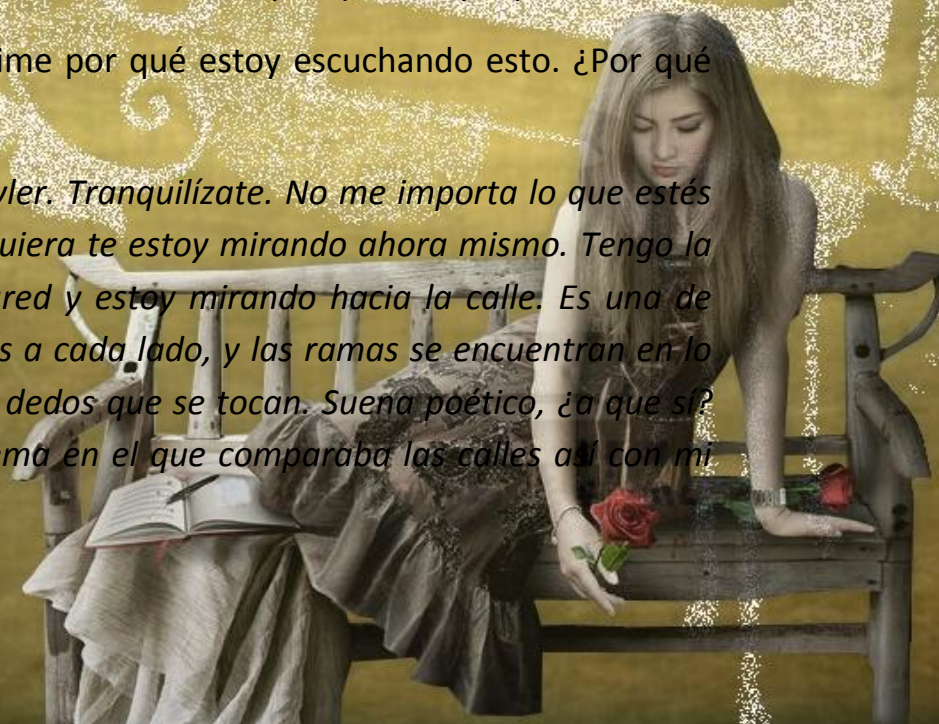 ime por qué estoy escuchando esto. ¿Por qué
yler. Tranquilízate. No me importa lo que estés
uiera te estoy mirando ahora mismo. Tengo la
red y estoy mirando hacia la calle. Es una de
s a cada lado, y las ramas se encuentran en lo
dedos que se tocan. Suena poético, ¿a que sí?
ma en el que comparaba las calles así con mi